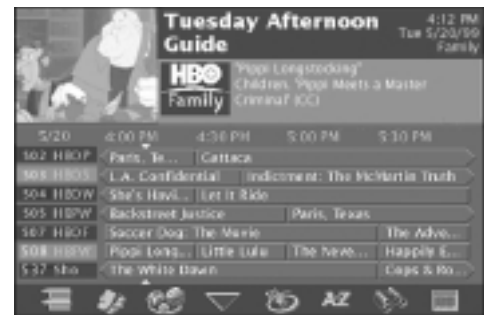 Tuesday Afternoon
Guide
4:12 PM
Tue 5/20/99
Family
HBO
Family
"Pippi Longstocking"
Children, "Pippi Meets a Master
Criminal" (CC)
5/20 4:00 PM 4:30 PM 5:00 PM 5:30 PM
502 HBOP Paris, Te... Gattaca
503 HBOS L.A. Confidential Indictment: The McMartin Truth
504 HBOW She's Havi... Let It Ride
505 HBPW Backstreet Justice Paris, Texas
507 HBOF Soccer Dog: The Movie The Adve...
508 HBFW Pippi Long... Little Lulu The Neve... Happily E...
537 Sho The White Dawn Cops & Ro...
A-Z